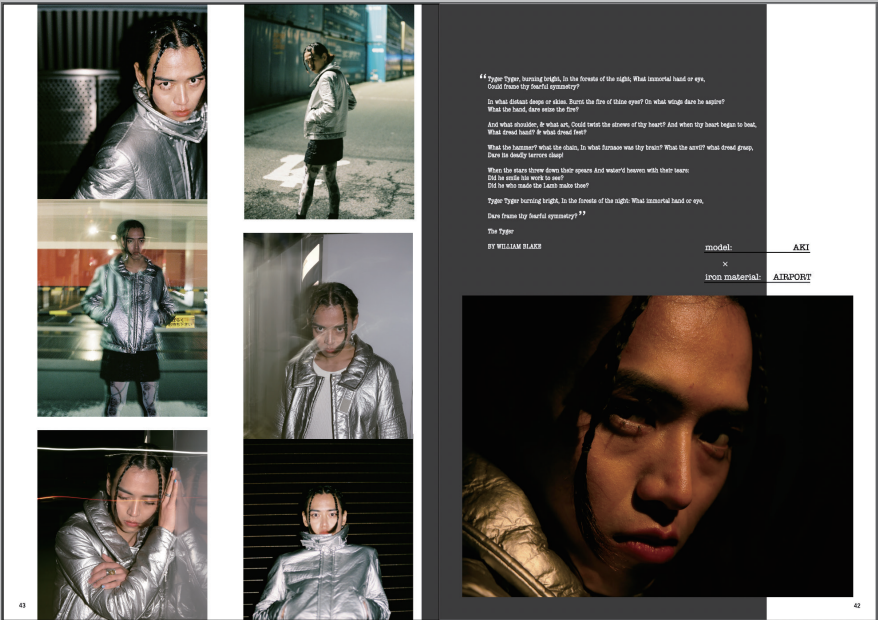 “Tyger Tyger, burning bright, In the forests of the night; What immortal hand or eye,
Could frame thy fearful symmetry?
In what distant deeps or skies. Burnt the fire of thine eyes? On what wings dare he aspire?
What the hand, dare seize the fire?
And what shoulder, & what art, Could twist the sinews of thy heart? And when thy heart began to beat,
What dread hand? & what dread feet?
What the hammer? what the chain, In what furnace was thy brain? What the anvil? what dread grasp,
Dare its deadly terrors clasp!
When the stars threw down their spears And water'd heaven with their tears:
Did he smile his work to see?
Did he who made the Lamb make thee?
Tyger Tyger burning bright, In the forests of the night: What immortal hand or eye,
Dare frame thy fearful symmetry?”
The Tyger
BY WILLIAM BLAKE
model: AKI
×
iron material: AIRPORT
43
42